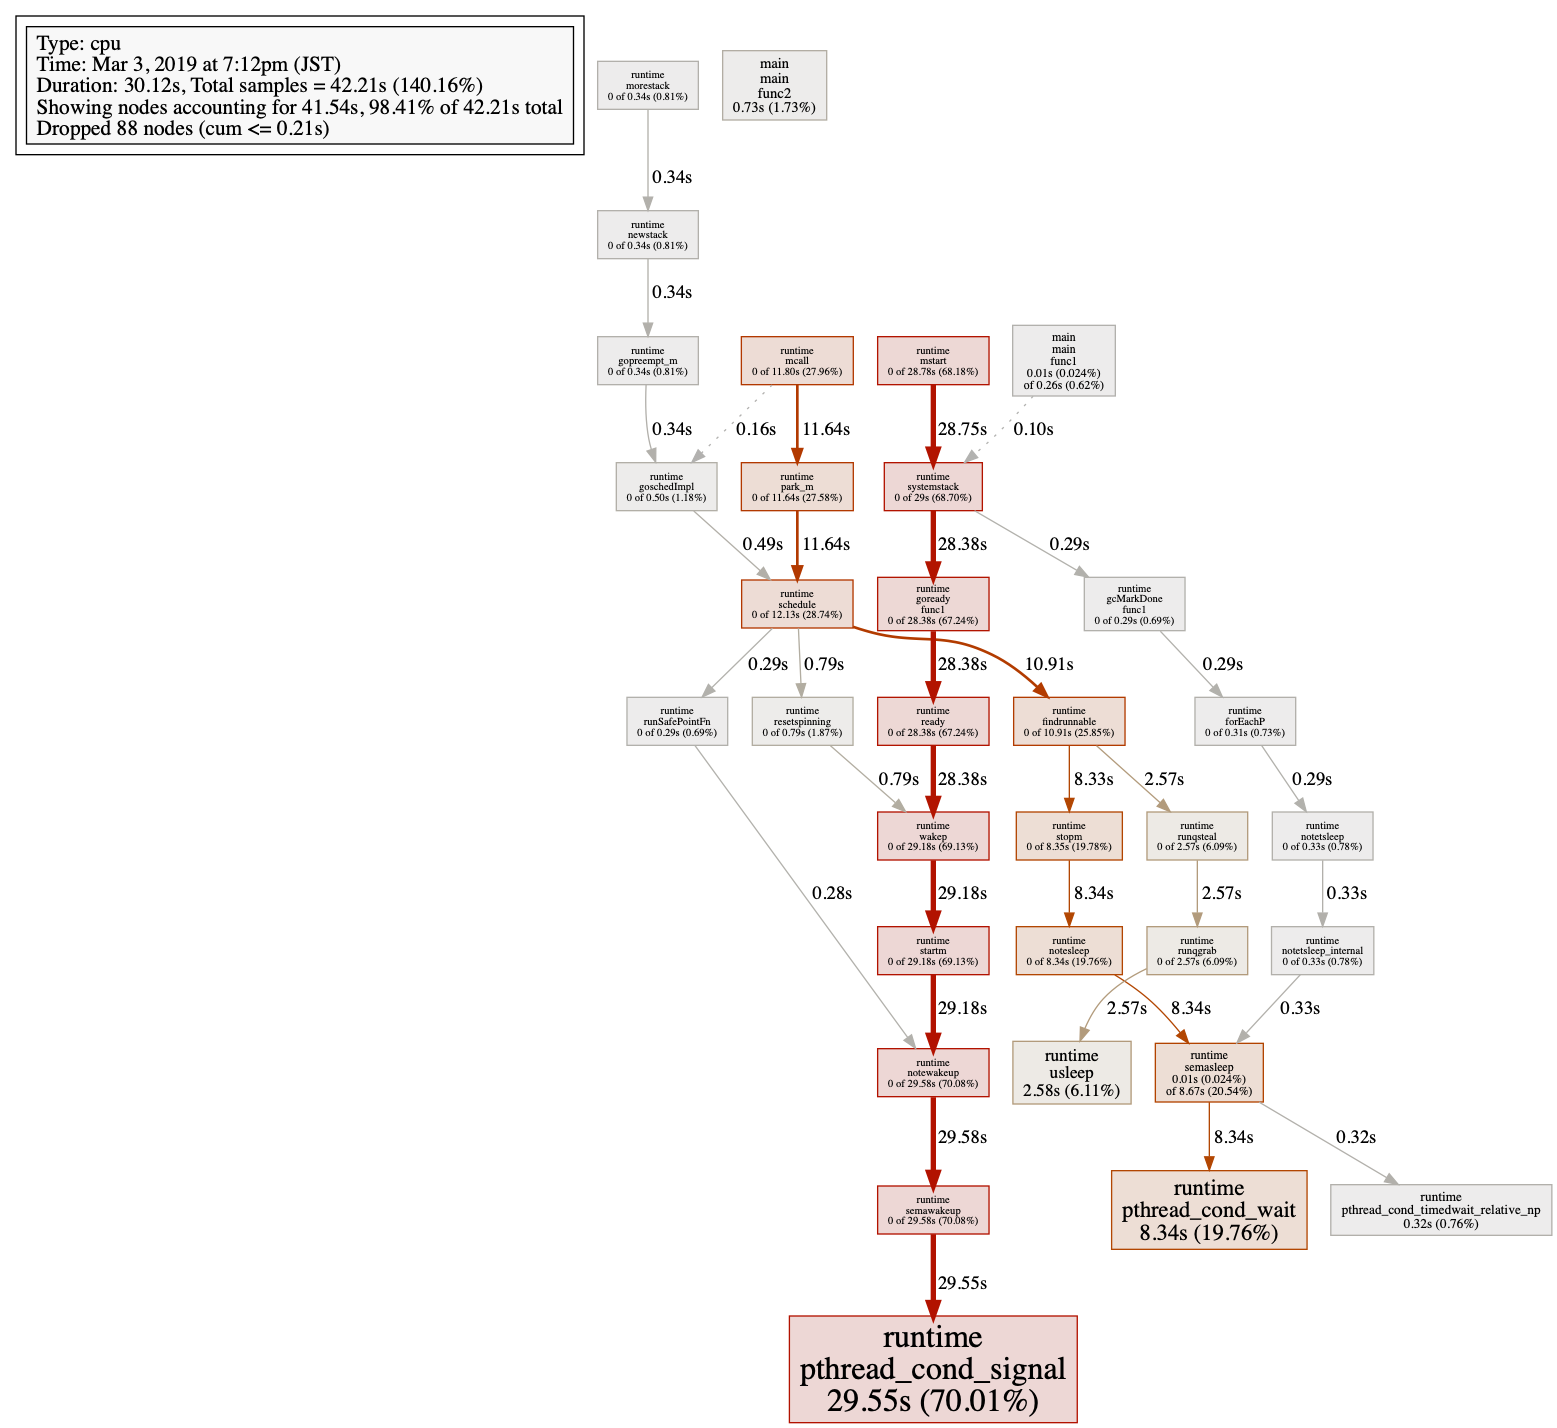 Type: cpu
Time: Mar 3, 2019 at 7:12pm (JST)
Duration: 30.12s, Total samples = 42.21s (140.16%)
Showing nodes accounting for 41.54s, 98.41% of 42.21s total
Dropped 88 nodes (cum <= 0.21s)
runtime
morestack
0 of 0.34s (0.81%)
main
main
func2
0.73s (1.73%)
0.34s
runtime
newstack
0 of 0.34s (0.81%)
0.34s
runtime
gopreempt_m
0 of 0.34s (0.81%)
runtime
mcall
0 of 11.80s (27.96%)
runtime
mstart
0 of 28.78s (68.18%)
main
main
func1
0.01s (0.024%)
of 0.26s (0.62%)
0.34s
0.16s
11.64s
28.75s
0.10s
runtime
goschedImpl
0 of 0.50s (1.18%)
runtime
park_m
0 of 11.64s (27.58%)
runtime
systemstack
0 of 29s (68.70%)
0.49s
11.64s
28.38s
0.29s
runtime
schedule
0 of 12.13s (28.74%)
runtime
goready
func1
0 of 28.38s (67.24%)
runtime
gcMarkDone
func1
0 of 0.29s (0.69%)
0.29s
0.79s
28.38s
10.91s
0.29s
runtime
runSafePointFn
0 of 0.29s (0.69%)
runtime
resetspinning
0 of 0.79s (1.87%)
runtime
ready
0 of 28.38s (67.24%)
runtime
findrunnable
0 of 10.91s (25.85%)
runtime
forEachP
0 of 0.31s (0.73%)
0.79s
28.38s
8.33s
2.57s
0.29s
runtime
wakep
0 of 29.18s (69.13%)
runtime
stopm
0 of 8.35s (19.78%)
runtime
runqsteal
0 of 2.57s (6.09%)
runtime
notetsleep
0 of 0.33s (0.78%)
0.28s
29.18s
8.34s
2.57s
0.33s
runtime
startm
0 of 29.18s (69.13%)
runtime
notesleep
0 of 8.34s (19.76%)
runtime
runqgrab
0 of 2.57s (6.09%)
runtime
notetsleep_internal
0 of 0.33s (0.78%)
29.18s
2.57s
8.34s
0.33s
runtime
notewakeup
0 of 29.58s (70.08%)
runtime
usleep
2.58s (6.11%)
runtime
semasleep
0.01s (0.024%)
of 8.67s (20.54%)
29.58s
8.34s
0.32s
runtime
semawakeup
0 of 29.58s (70.08%)
runtime
pthread_cond_wait
8.34s (19.76%)
runtime
pthread_cond_timedwait_relative_np
0.32s (0.76%)
29.55s
runtime
pthread_cond_signal
29.55s (70.01%)